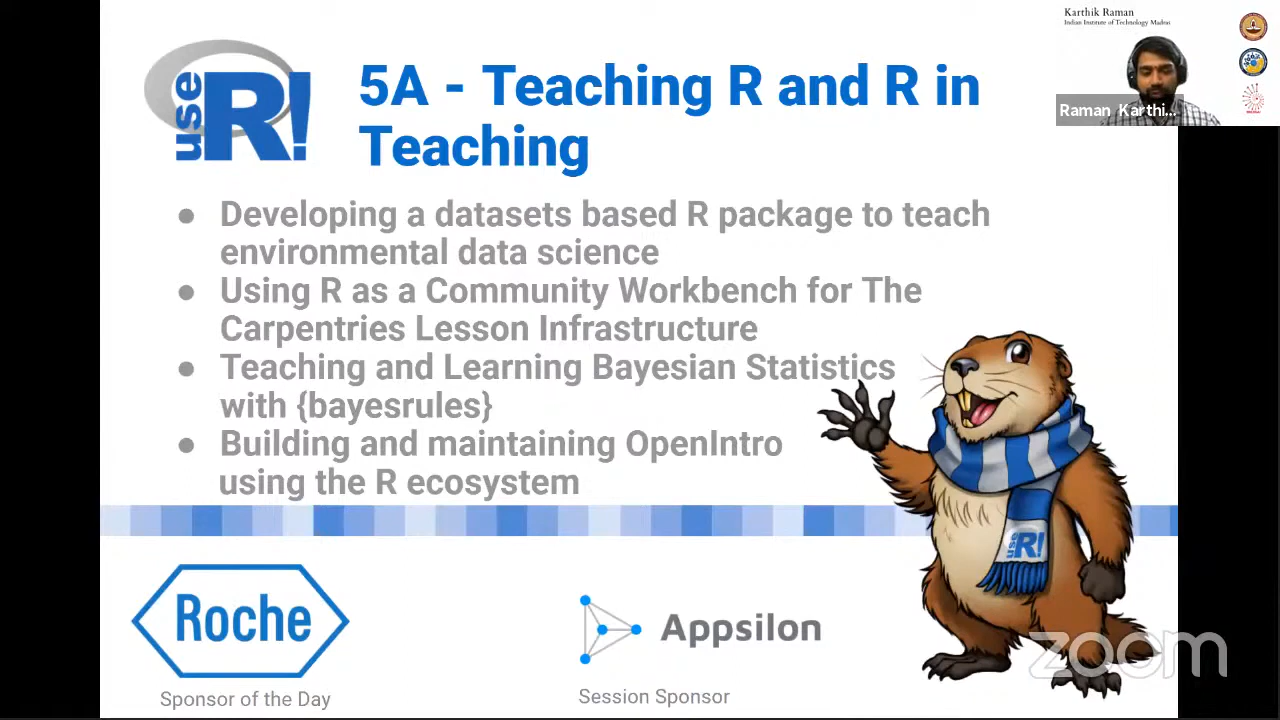 Karthik Raman
Indian Institute of Technology Madras
Raman Karthi...
use R!
5A - Teaching R and R in
Teaching
● Developing a datasets based R package to teach
environmental data science
● Using R as a Community Workbench for The
Carpentries Lesson Infrastructure
● Teaching and Learning Bayesian Statistics
with {bayesrules}
● Building and maintaining OpenIntro
using the R ecosystem
use R!
Roche
Sponsor of the Day
Appsilon
Session Sponsor
zoom